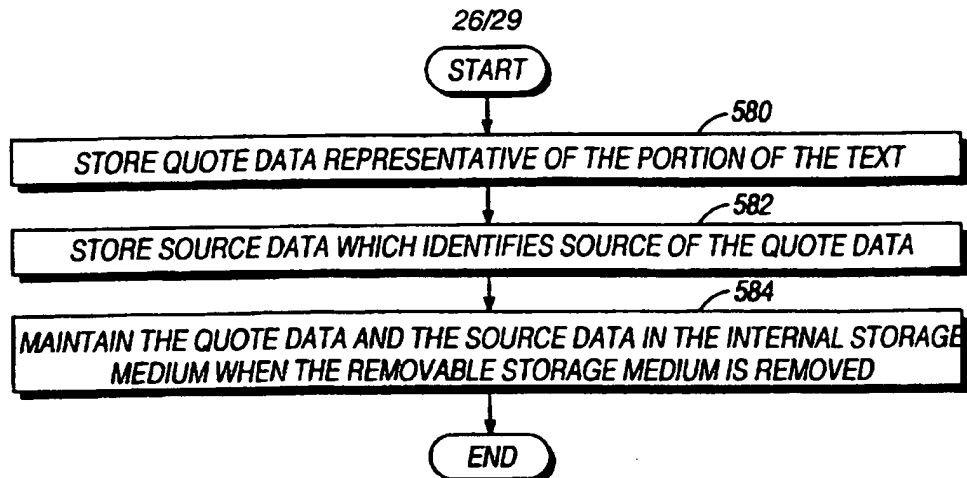 26/29
START
580
STORE QUOTE DATA REPRESENTATIVE OF THE PORTION OF THE TEXT
582
STORE SOURCE DATA WHICH IDENTIFIES SOURCE OF THE QUOTE DATA
584
MAINTAIN THE QUOTE DATA AND THE SOURCE DATA IN THE INTERNAL STORAGE
MEDIUM WHEN THE REMOVABLE STORAGE MEDIUM IS REMOVED
END